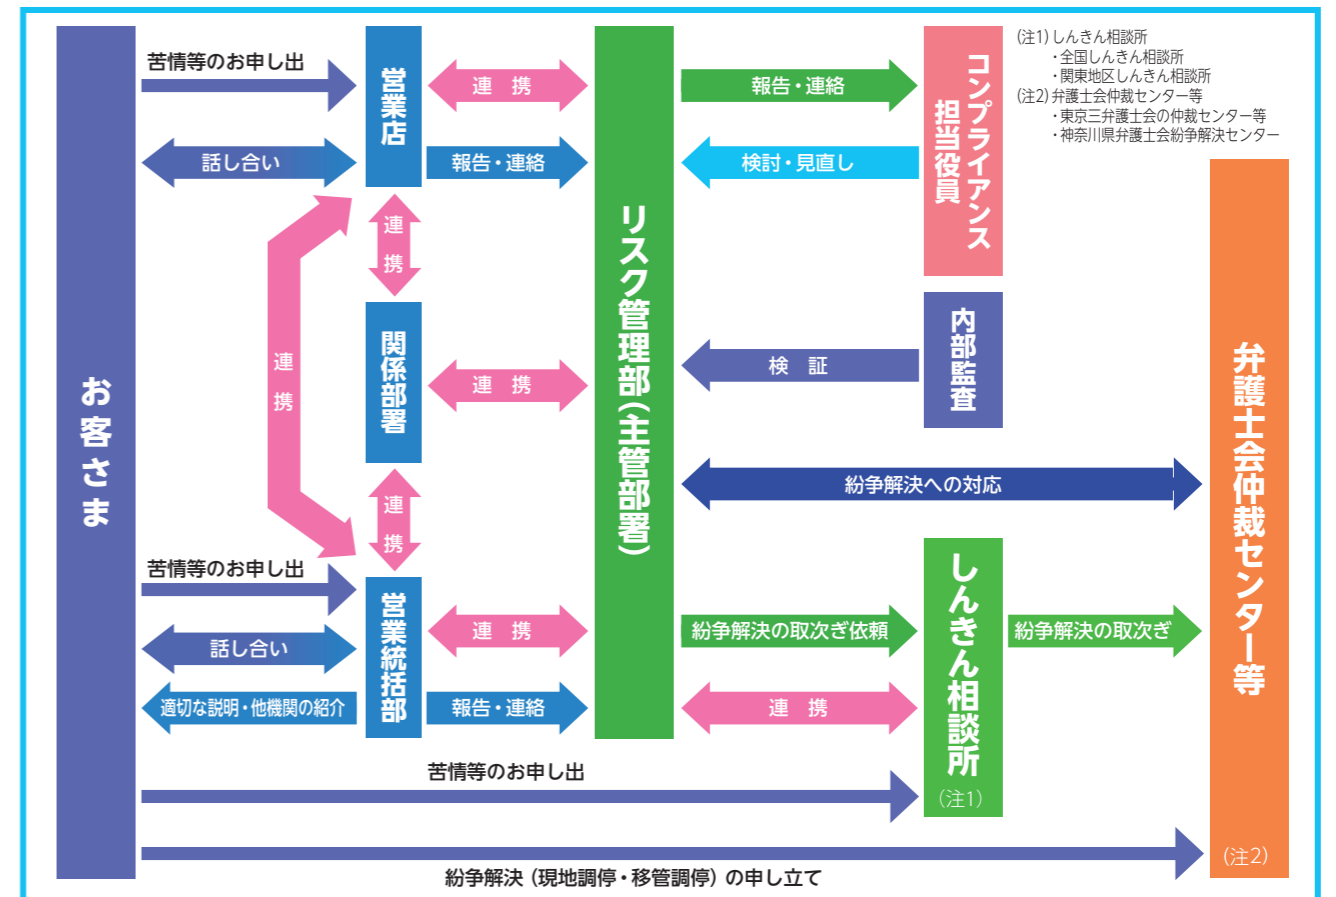 苦情等のお申し出
営業店
連 携
報告・連絡
コンプライアンス
担当役員
(注1)しんきん相談所
・全国しんきん相談所
・関東地区しんきん相談所
(注2)弁護士会仲裁センター等
・東京三弁護士会の仲裁センター等
・神奈川県弁護士会紛争解決センター
話し合い
報告・連絡
検討・見直し
連携
連携
お客さま
関係部署
連 携
リスク管理部(主管部署)
検 証
内部監査
弁護士会仲裁センター等
(注2)
紛争解決への対応
連携
苦情等のお申し出
営業統括部
連 携
紛争解決の取次ぎ依頼
しんきん相談所
(注1)
紛争解決の取次ぎ
話し合い
適切な説明・他機関の紹介
報告・連絡
連 携
苦情等のお申し出
紛争解決(現地調停・移管調停)の申し立て